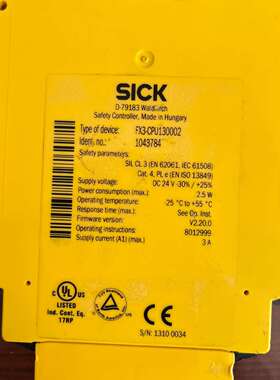 SICK
D-79183 Waldkirch
Safety Controller, Made in Hungary
Type of device: FX3-CPU130002
Ident. no.: 1043784
Safety parameters:
SIL CL 3 (EN 62061, IEC 61508)
Cat. 4, PL e (EN ISO 13849)
Supply voltage: DC 24 V -30% / +25%
Power consumption (max.) 2.5 W
Operating temperature: -25 °C to +55 °C
Response time (max.) See Op. Inst.
Firmware version: V2.20.0
Operating instructions: 8012999
Supply current (A1) (max.) 3 A
C UL US
LISTED
Ind. Cont. Eq.
17RP
CE
S/N: 1310 0034